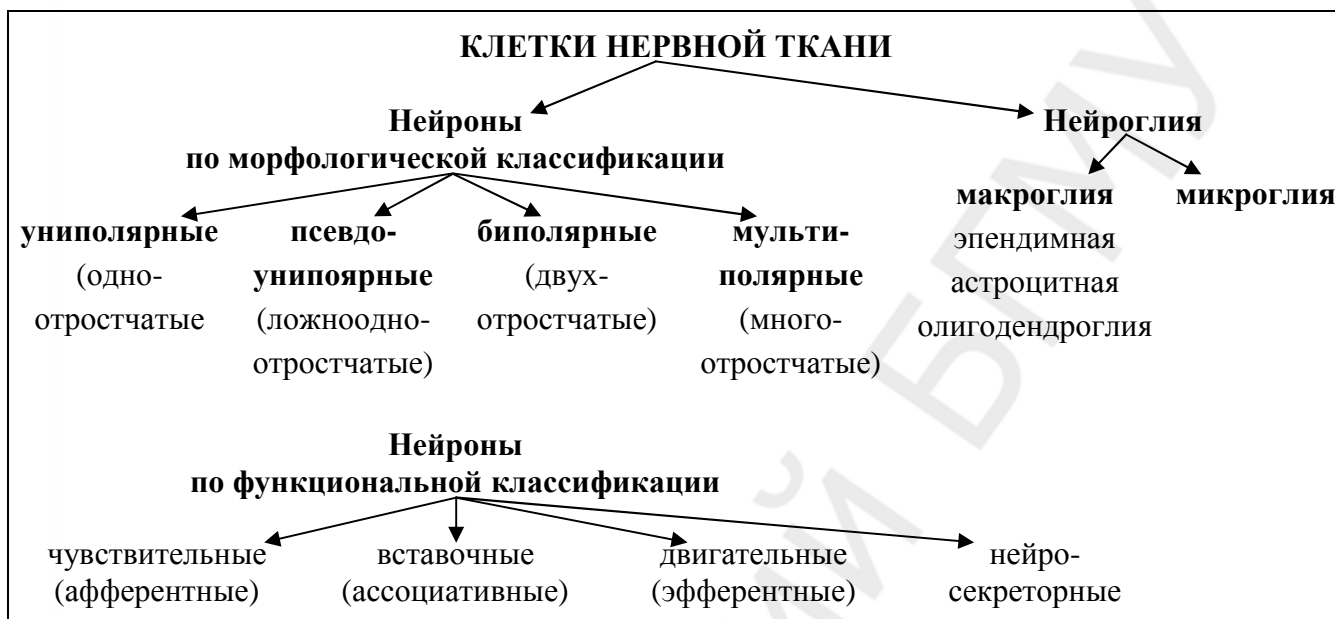 КЛЕТКИ НЕРВНОЙ ТКАНИ
Нейроны
по морфологической классификации
Нейроглия
униполярные
(одно-
отростчатые
псевдо-
унипоярные
(ложноодно-
отростчатые)
биполярные
(двух-
отростчатые)
мульти-
полярные
(много-
отростчатые)
макроглия
эпендимная
астроцитная
олигодендроглия
микроглия
Нейроны
по функциональной классификации
чувствительные
(афферентные)
вставочные
(ассоциативные)
двигательные
(эфферентные)
нейро-
секреторные
БГМУ